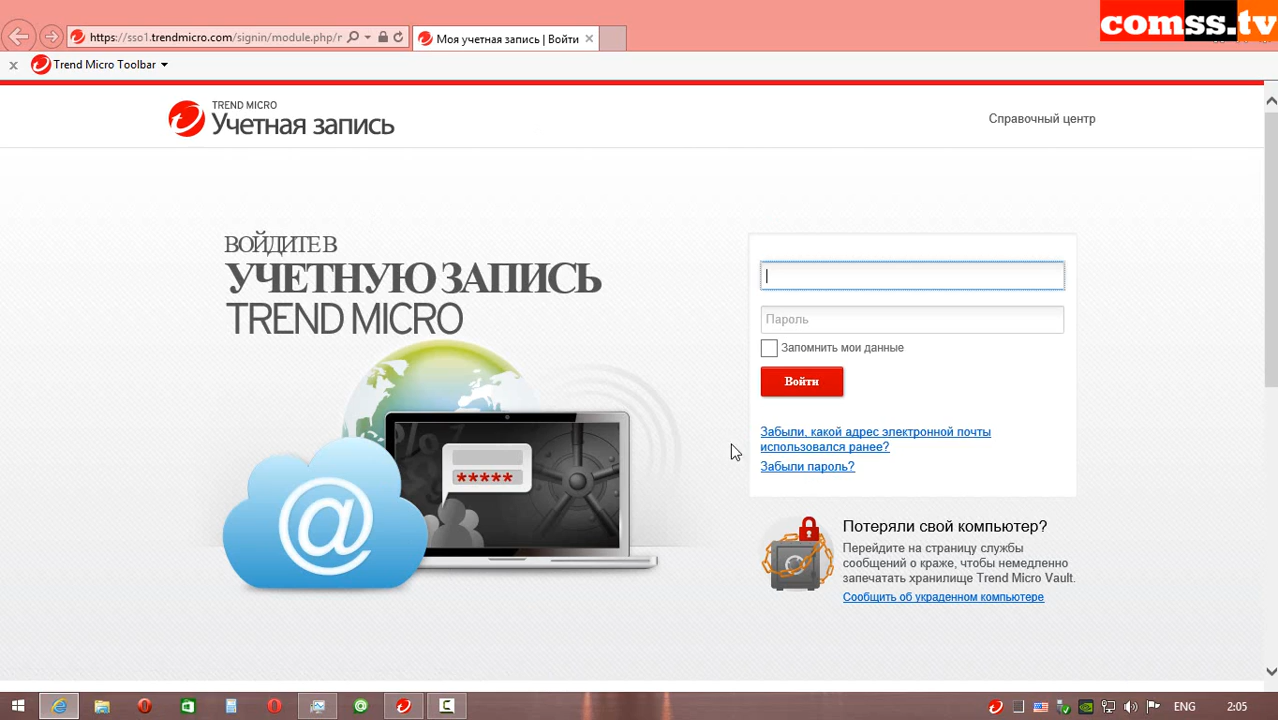 comss.tv
https://sso1.trendmicro.com/signin/module.php/r
Моя учетная запись | Войти
Trend Micro Toolbar
TREND MICRO
Учетная запись
Справочный центр
ВОЙДИТЕ В
УЧЕТНУЮ ЗАПИСЬ
TREND MICRO
Пароль
Запомнить мои данные
Войти
Забыли, какой адрес электронной почты
использовался ранее?
Забыли пароль?
@
*****
Потеряли свой компьютер?
Перейдите на страницу службы
сообщений о краже, чтобы немедленно
запечатать хранилище Trend Micro Vault.
Сообщить об украденном компьютере
ENG
2:05